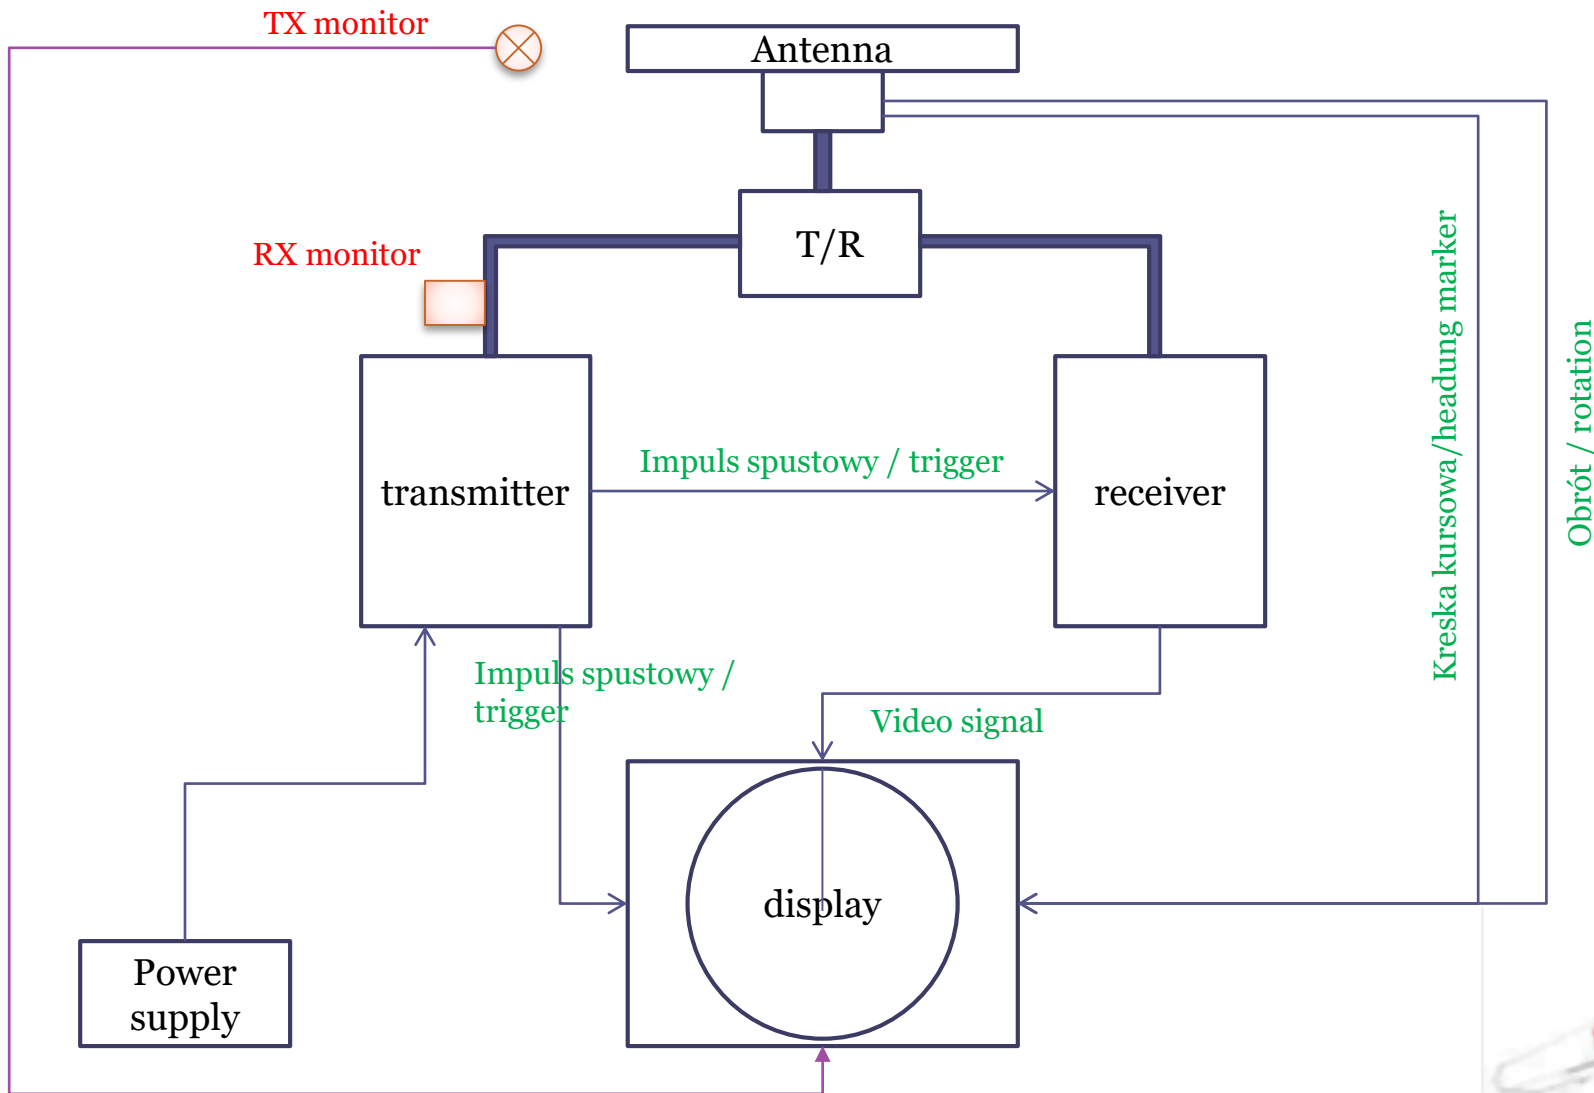 TX monitor
Antenna
RX monitor
T/R
Kreska kursowa/headung marker
Obrót / rotation
Impuls spustowy / trigger
transmitter
receiver
Impuls spustowy /
trigger
Video signal
display
Power
supply